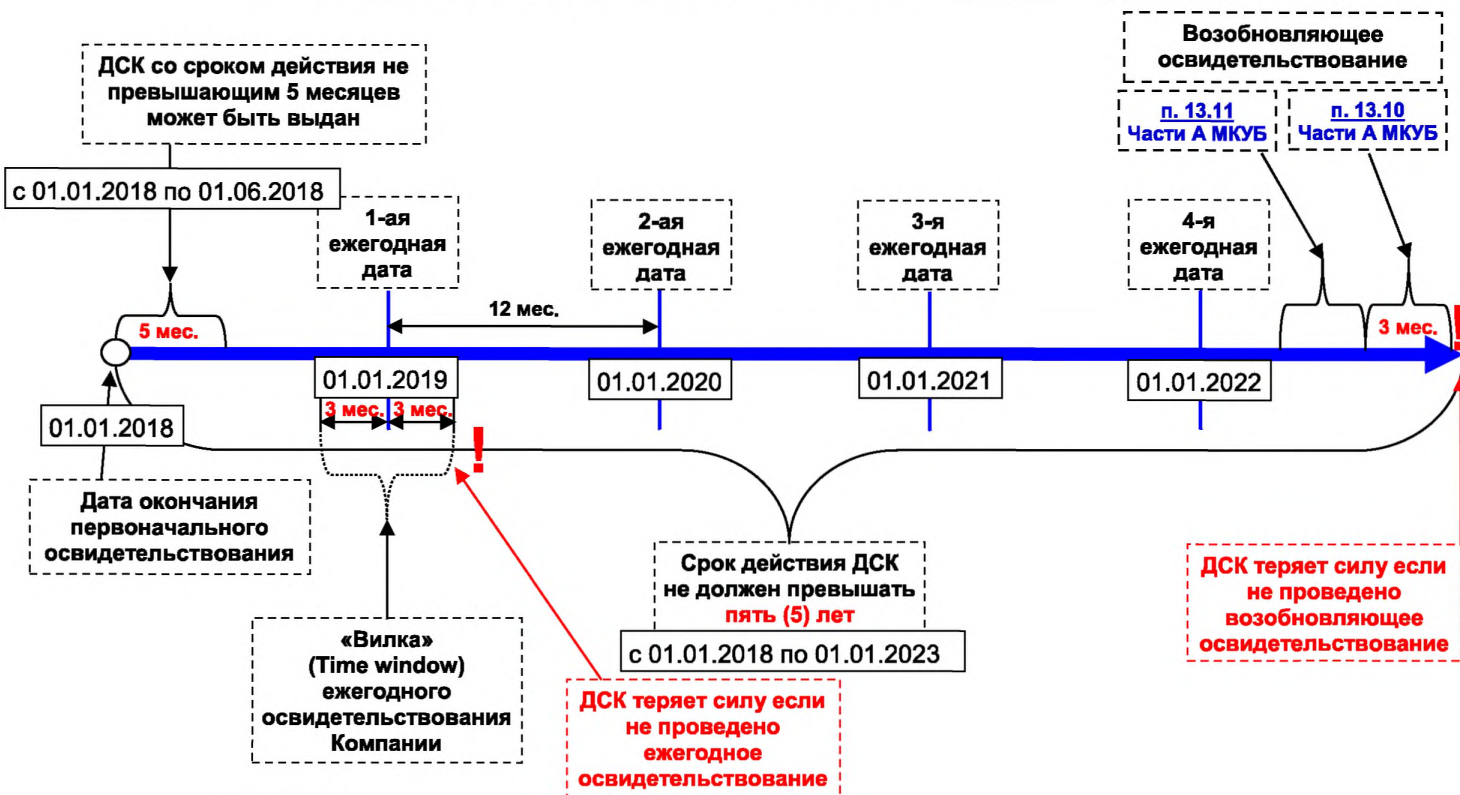 ДСК со сроком действия не
превышающим 5 месяцев
может быть выдан
с 01.01.2018 по 01.06.2018
Возобновляющее
освидетельствование
п. 13.11
Части А МКУБ
п. 13.10
Части А МКУБ
1-ая
ежегодная
дата
2-ая
ежегодная
дата
3-я
ежегодная
дата
4-я
ежегодная
дата
5 мес.
12 мес.
3 мес.
!
01.01.2019
01.01.2020
01.01.2021
01.01.2022
3 мес.
3 мес.
01.01.2018
!
Дата окончания
первоначального
освидетельствования
«Вилка»
(Time window)
ежегодного
освидетельствования
Компании
Срок действия ДСК
не должен превышать
пять (5) лет
с 01.01.2018 по 01.01.2023
ДСК теряет силу если
не проведено
ежегодное
освидетельствование
ДСК теряет силу если
не проведено
возобновляющее
освидетельствование